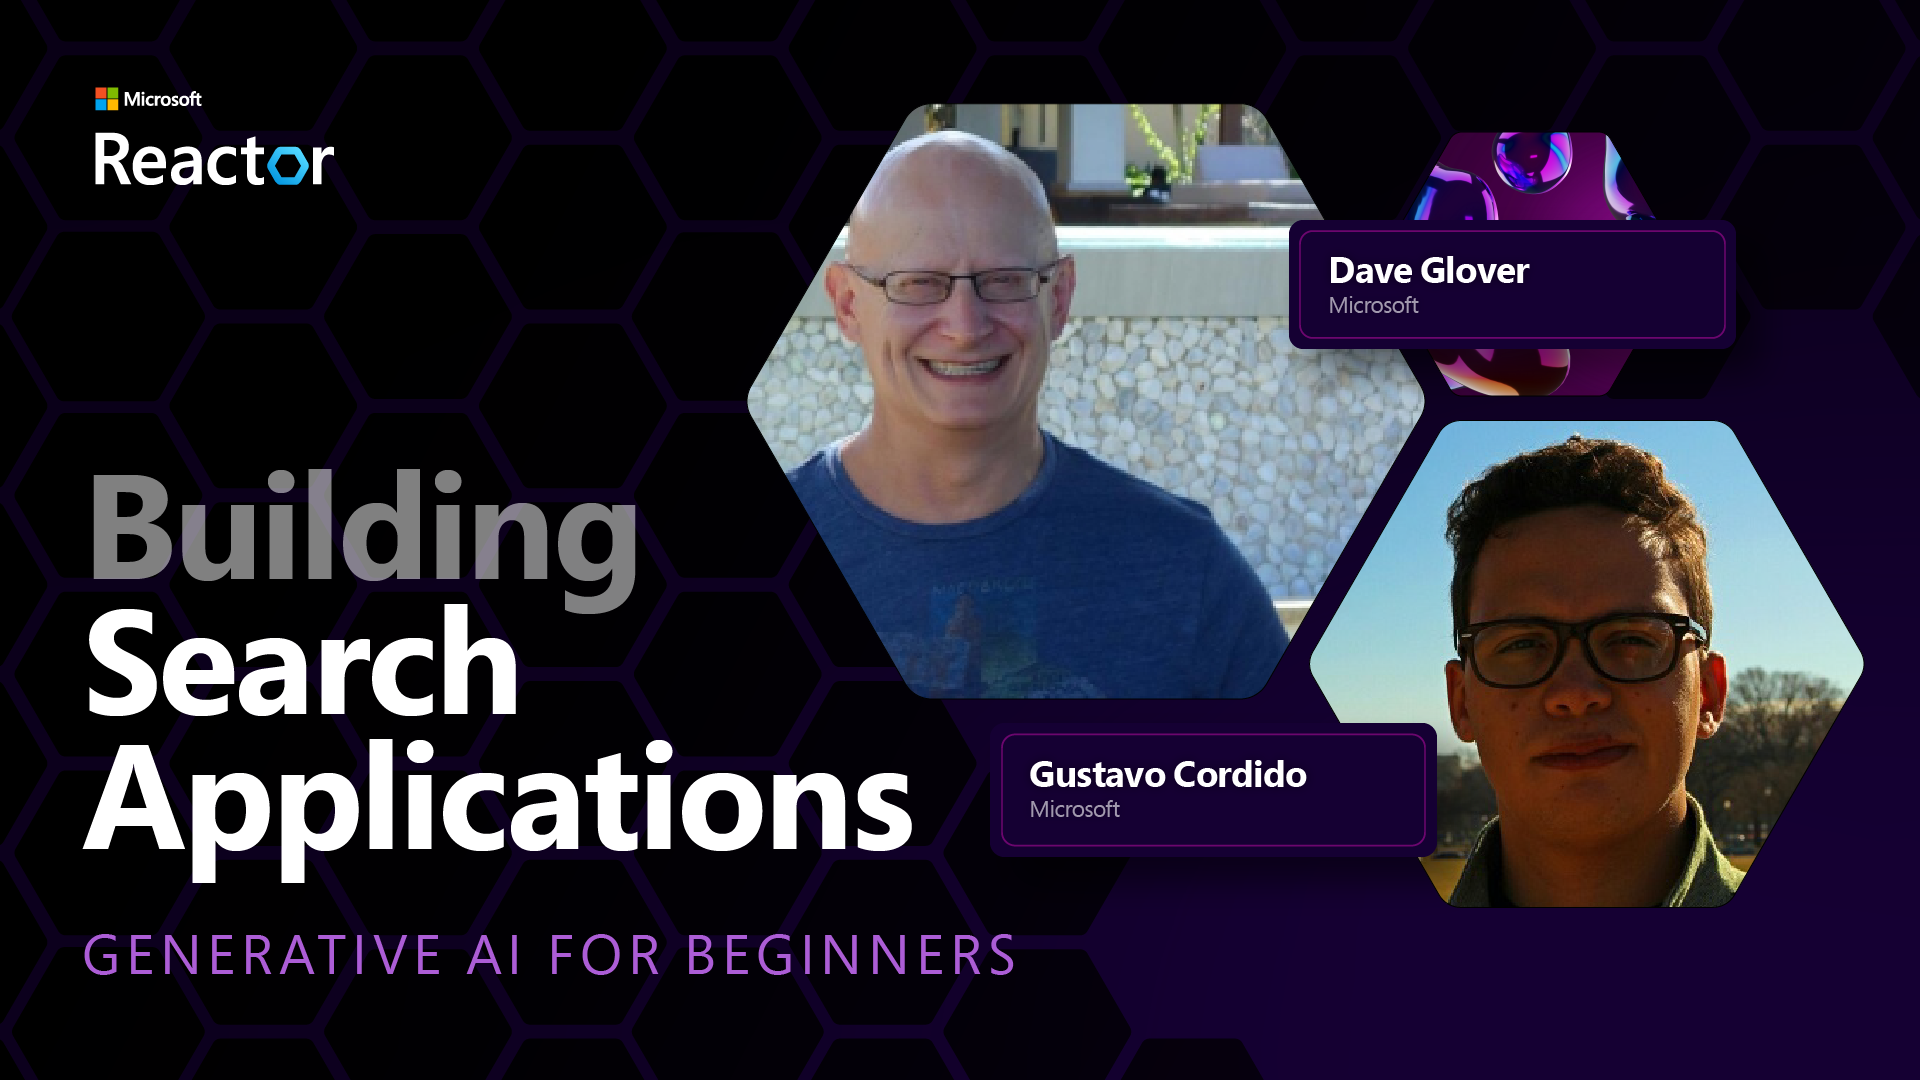 Microsoft
Reactor
Dave Glover
Microsoft
Building
Search
Applications
Gustavo Cordido
Microsoft
GENERATIVE AI FOR BEGINNERS